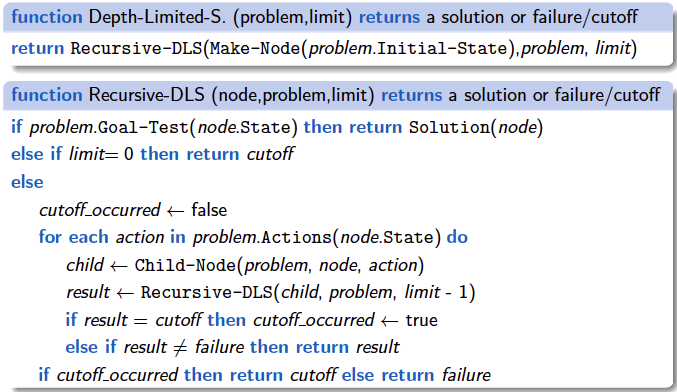 function Depth-Limited-S. (problem,limit) returns a solution or failure/cutoff
return Recursive-DLS(Make-Node(problem.Initial-State),problem, limit)
function Recursive-DLS (node,problem,limit) returns a solution or failure/cutoff
if problem.Goal-Test(node.State) then return Solution(node)
else if limit= 0 then return cutoff
else
cutoff_occurred ← false
for each action in problem.Actions(node.State) do
child ← Child-Node(problem, node, action)
result ← Recursive-DLS(child, problem, limit - 1)
if result = cutoff then cutoff_occurred ← true
else if result ≠ failure then return result
if cutoff_occurred then return cutoff else return failure